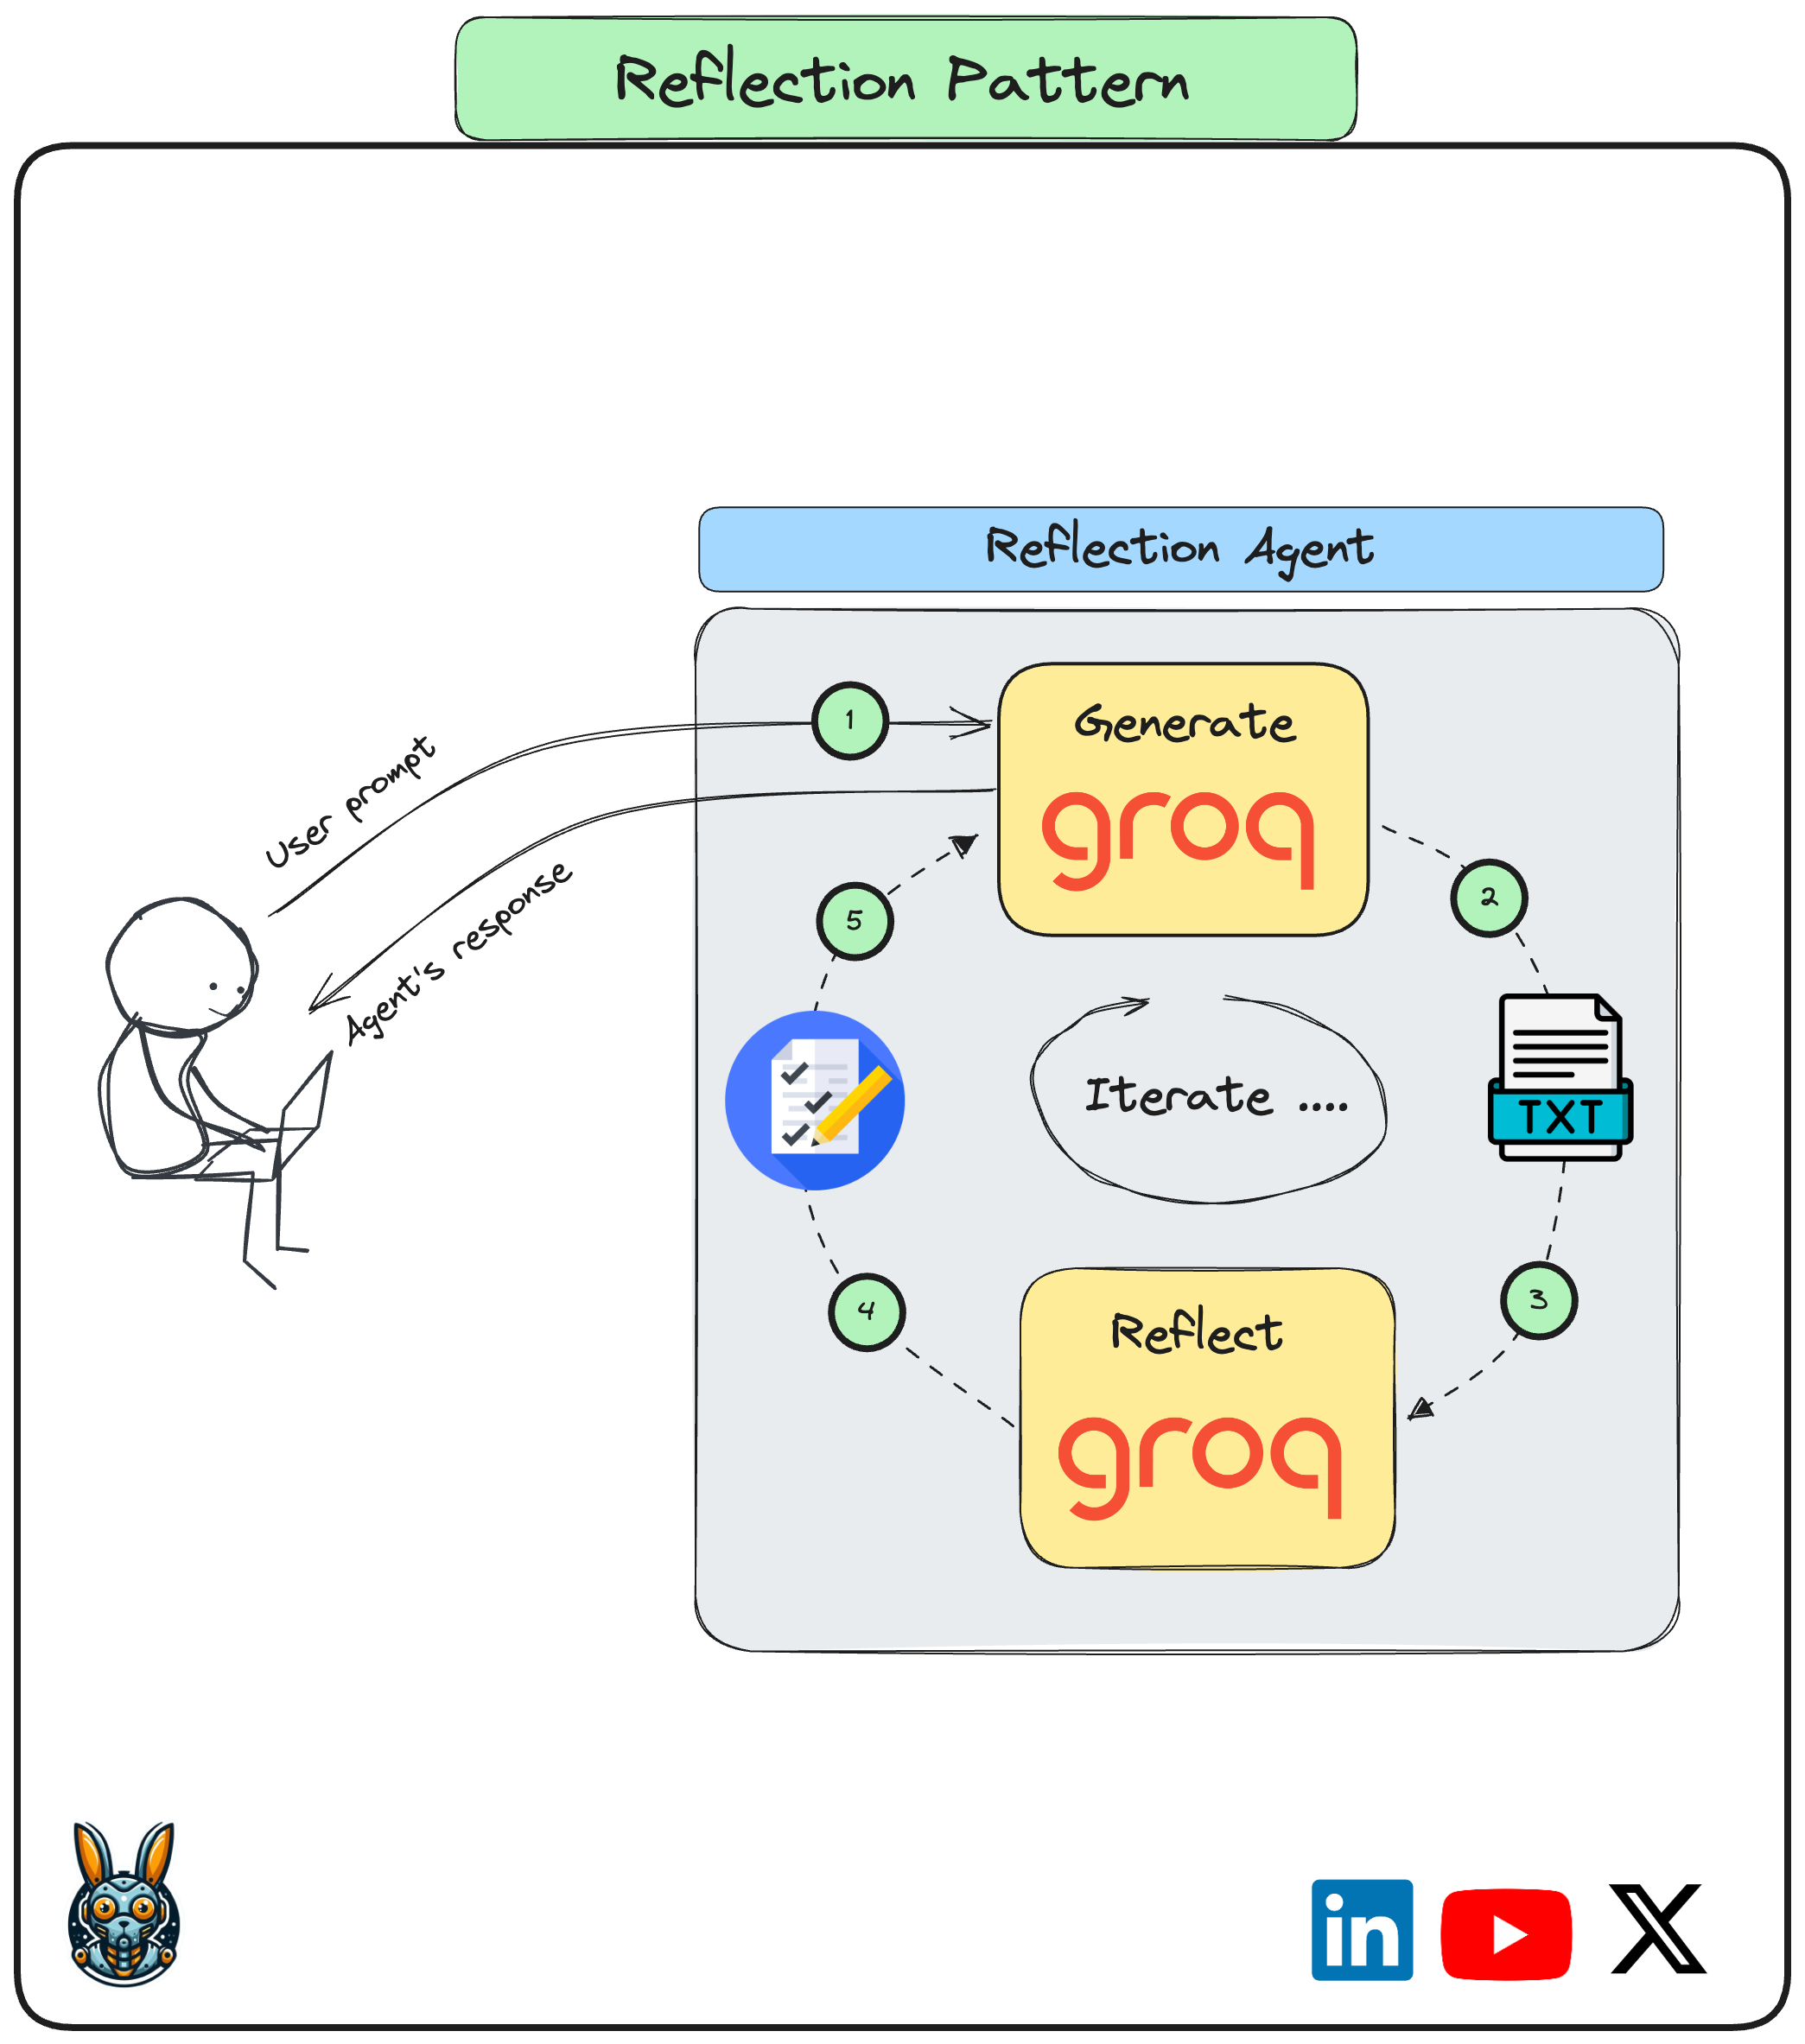 Reflection Pattern
Reflection Agent
1
Generate
groq
User prompt
2
5
Agent's response
Iterate ....
TXT
4
3
Reflect
groq
in
X